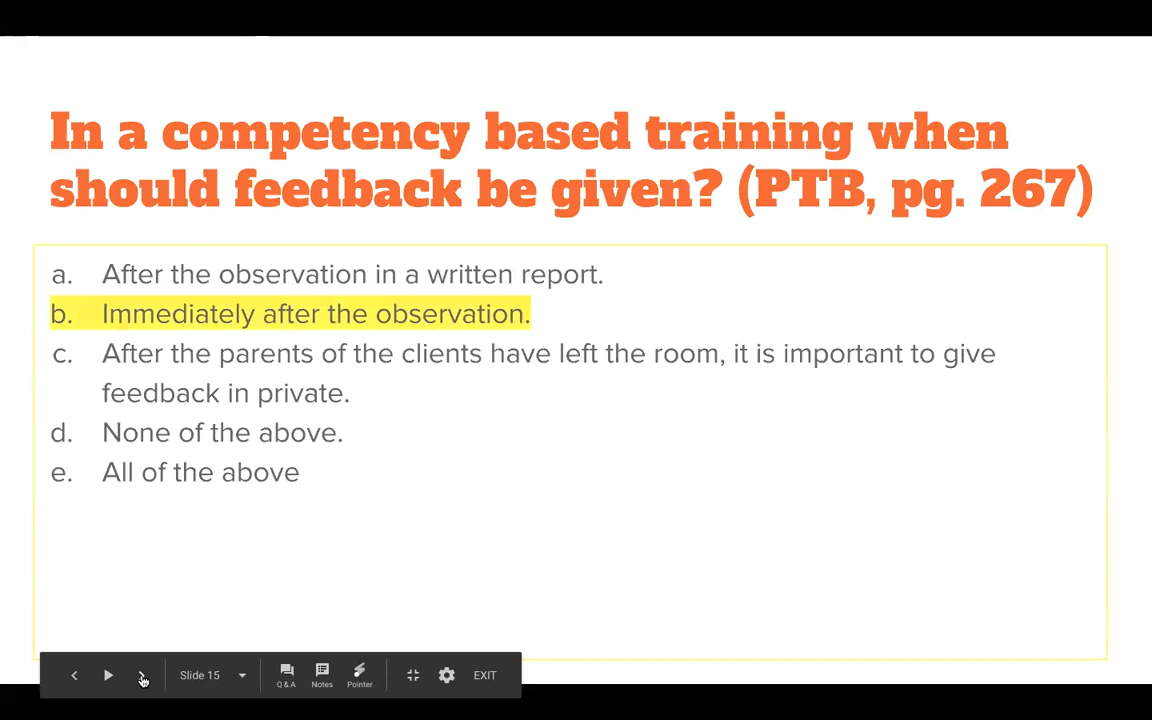 In a competency based training when
should feedback be given? (PTB, pg. 267)
a. After the observation in a written report.
b. Immediately after the observation.
c. After the parents of the clients have left the room, it is important to give
feedback in private.
d. None of the above.
e. All of the above
Slide 15
Q & A
Notes
Pointer
EXIT